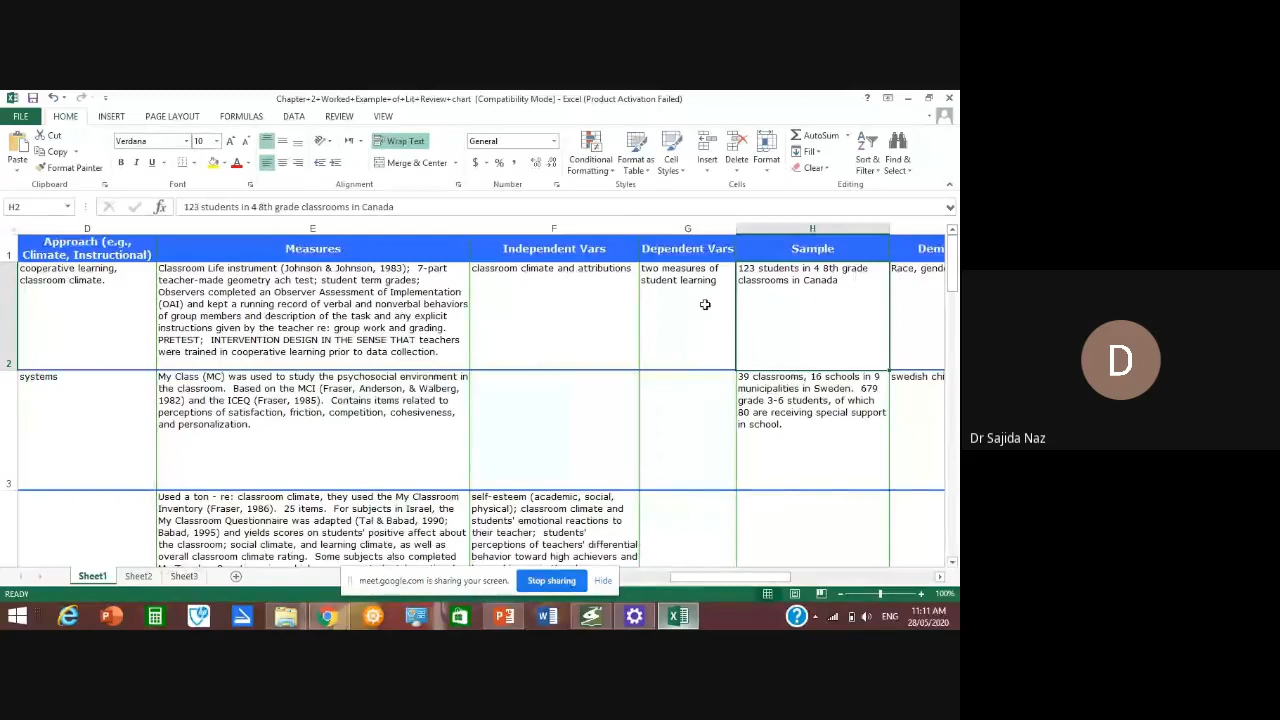 Chapter+2+Worked+Example+of+Lit+Review+chart [Compatibility Mode] - Excel (Product Activation Failed)
FILE HOME INSERT PAGE LAYOUT FORMULAS DATA REVIEW VIEW
Paste
Cut
Copy
Format Painter
Clipboard
Verdana 10
B I U
Font
Wrap Text
Merge & Center
Alignment
General
$ %
Number
Conditional Formatting
Format as Table
Cell Styles
Styles
Insert
Delete
Format
Cells
AutoSum
Fill
Clear
Sort & Filter
Find & Select
Editing
H2
fx
123 students in 4 8th grade classrooms in Canada
D E F G H
1
Approach (e.g.,
Climate, Instructional)
Measures
Independent Vars
Dependent Vars
Sample
Dem
2
cooperative learning,
classroom climate.
Classroom Life instrument (Johnson & Johnson, 1983); 7-part
teacher-made geometry ach test; student term grades;
Observers completed an Observer Assessment of Implementation
(OAI) and kept a running record of verbal and nonverbal behaviors
of group members and description of the task and any explicit
instructions given by the teacher re: group work and grading.
PRETEST; INTERVENTION DESIGN IN THE SENSE THAT teachers
were trained in cooperative learning prior to data collection.
classroom climate and attributions
two measures of
student learning
123 students in 4 8th grade
classrooms in Canada
Race, gend
3
systems
My Class (MC) was used to study the psychosocial environment in
the classroom. Based on the MCI (Fraser, Anderson, & Walberg,
1982) and the ICEQ (Fraser, 1985). Contains items related to
perceptions of satisfaction, friction, competition, cohesiveness,
and personalization.
39 classrooms, 16 schools in 9
municipalities in Sweden. 679
grade 3-6 students, of which
80 are receiving special support
in school.
swedish chi
Used a ton - re: classroom climate, they used the My Classroom
Inventory (Fraser, 1986). 25 items. For subjects in Israel, the
My Classroom Questionnaire was adapted (Tal & Babad, 1990;
Babad, 1995) and yields scores on students' positive affect about
the classroom; social climate, and learning climate, as well as
overall classroom climate rating. Some subjects also completed
self-esteem (academic, social,
physical); classroom climate and
students' emotional reactions to
their teacher; students'
perceptions of teachers' differential
behavior toward high achievers and
Sheet1 Sheet2 Sheet3
meet.google.com is sharing your screen.
Stop sharing
Hide
READY
100%
11:11 AM
ENG
28/05/2020
D
Dr Sajida Naz